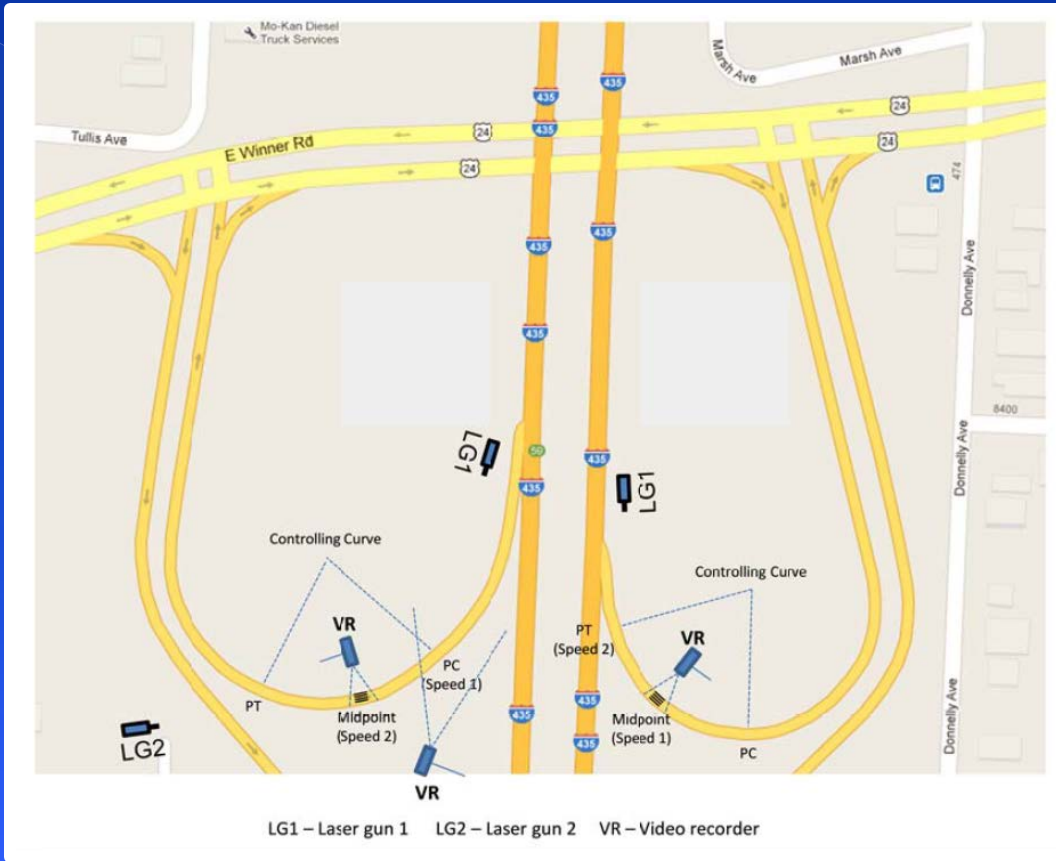 Mo-Kan Diesel
Truck Services
Marsh Ave
Marsh Ave
435
435
435
24
24
24
24
Tullis Ave
E Winner Rd
474
435
435
Donnelly Ave
435
8400
LG1
59
435
435
LG1
Donnelly Ave
Controlling Curve
Controlling Curve
VR
PT
(Speed 2)
VR
PC
(Speed 1)
PT
Midpoint
(Speed 2)
Midpoint
(Speed 1)
435
435
435
PC
Donnelly Ave
LG2
VR
LG1 – Laser gun 1 LG2 – Laser gun 2 VR – Video recorder